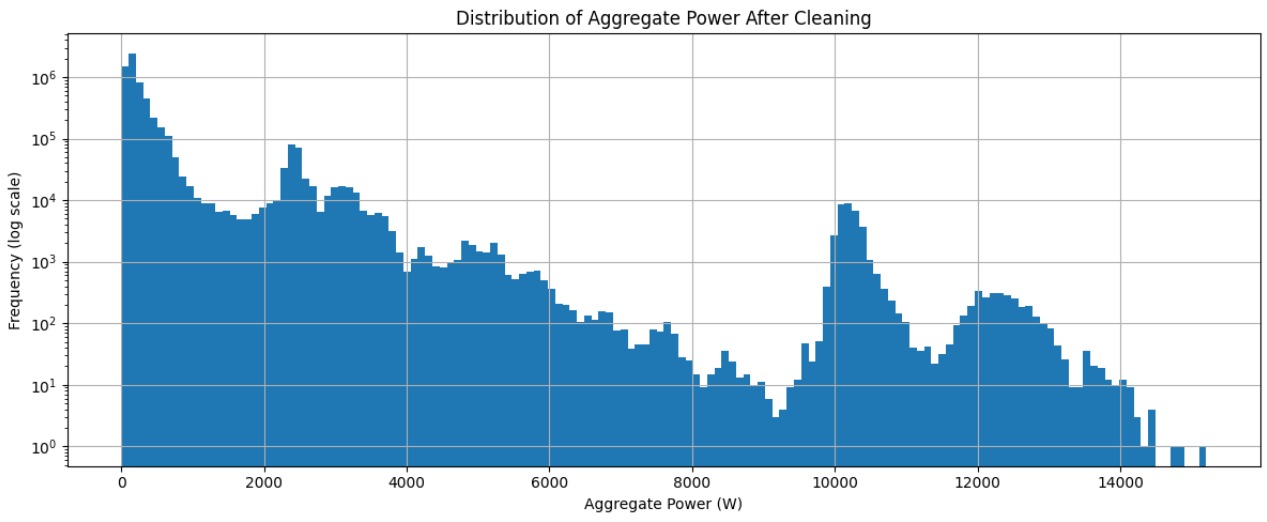 Distribution of Aggregate Power After Cleaning
Frequency (log scale)
10⁶
10⁵
10⁴
10³
10²
10¹
10⁰
0 2000 4000 6000 8000 10000 12000 14000
Aggregate Power (W)